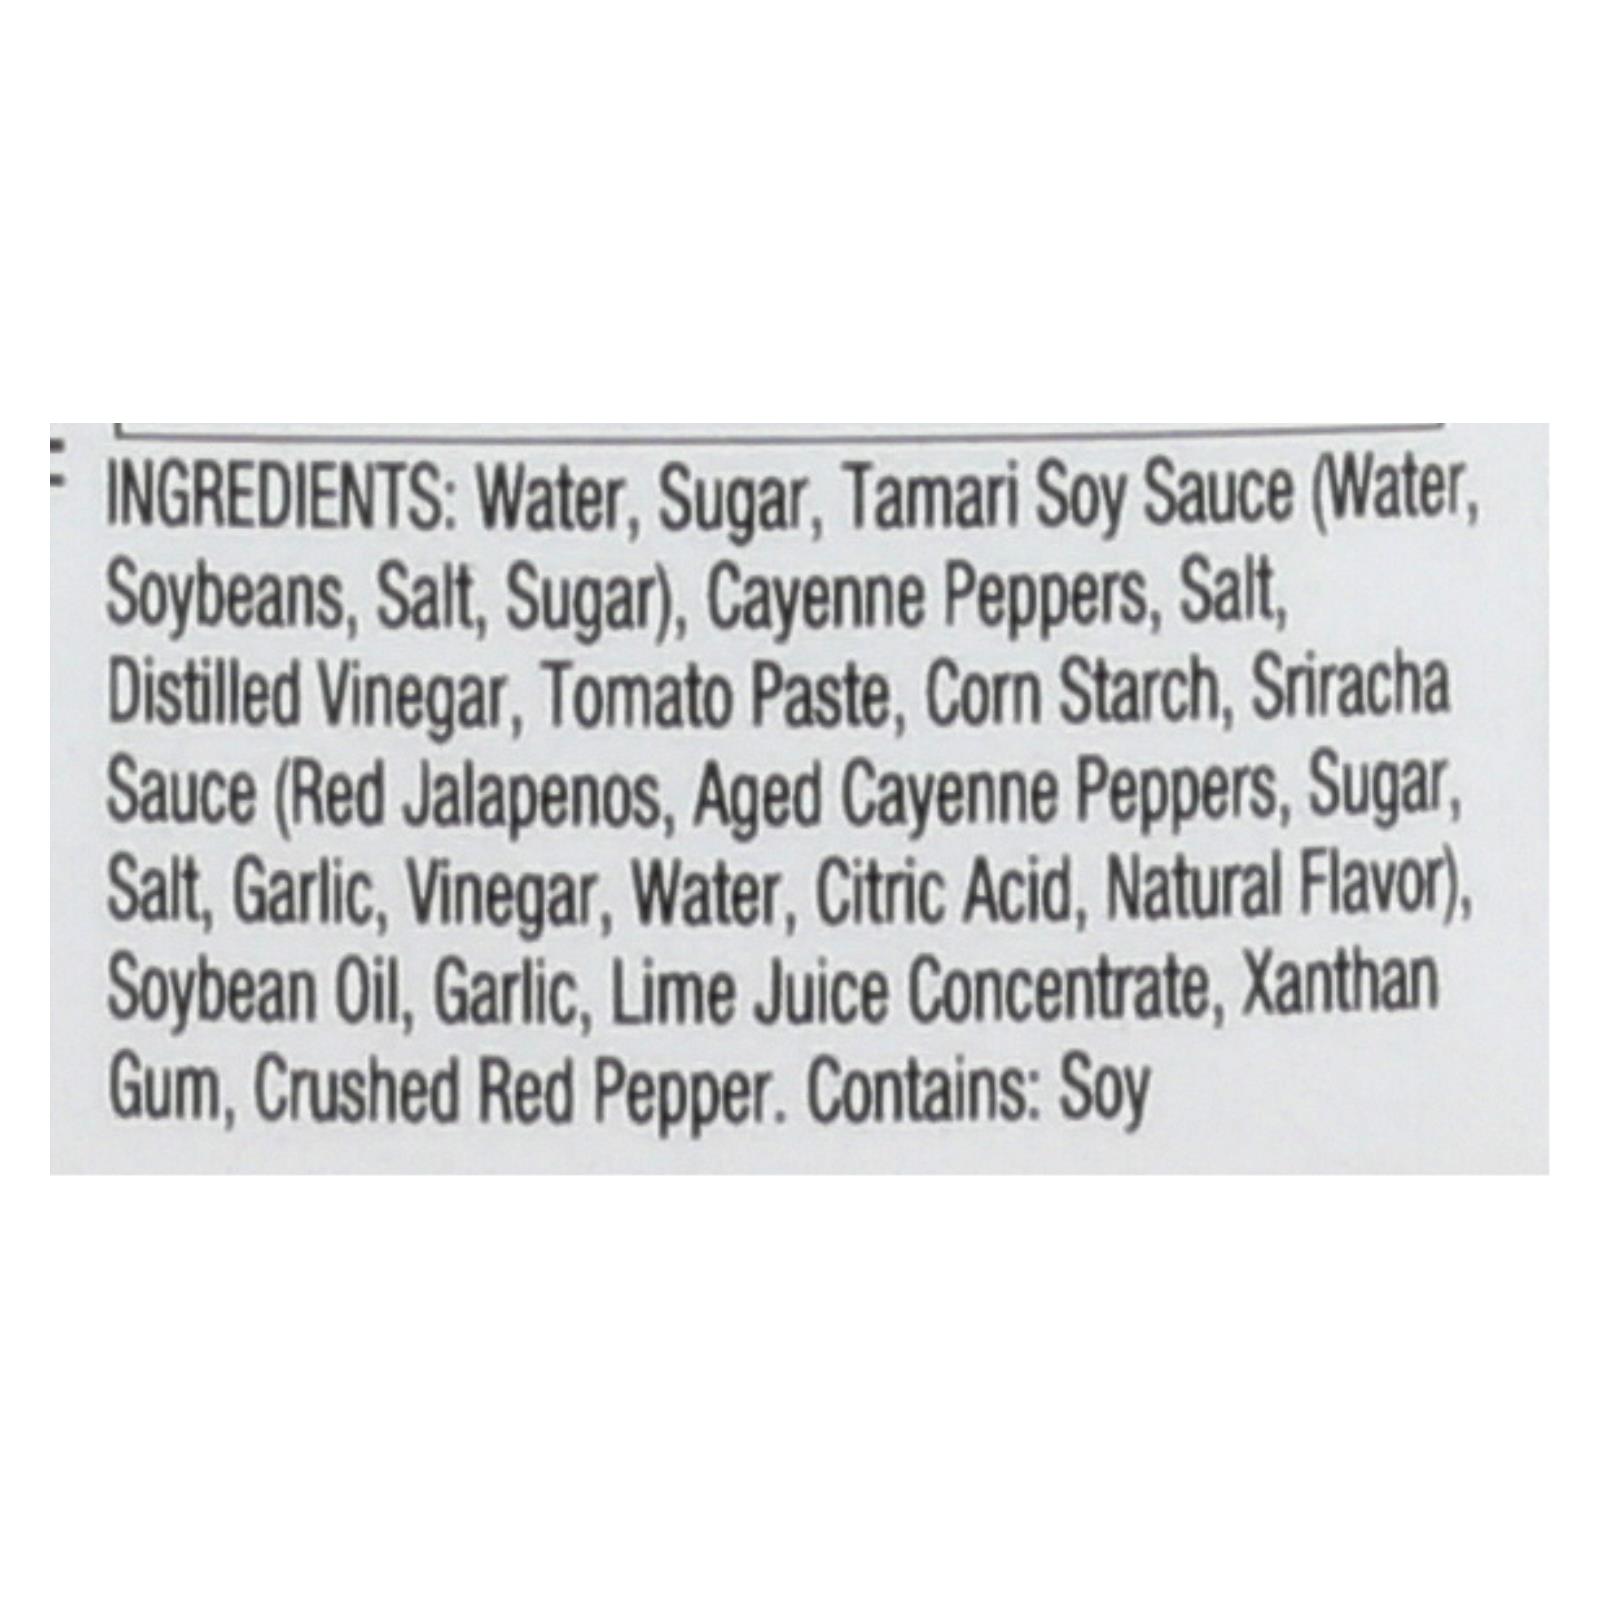 INGREDIENTS: Water, Sugar, Tamari Soy Sauce (Water,
Soybeans, Salt, Sugar), Cayenne Peppers, Salt,
Distilled Vinegar, Tomato Paste, Corn Starch, Sriracha
Sauce (Red Jalapenos, Aged Cayenne Peppers, Sugar,
Salt, Garlic, Vinegar, Water, Citric Acid, Natural Flavor),
Soybean Oil, Garlic, Lime Juice Concentrate, Xanthan
Gum, Crushed Red Pepper. Contains: Soy